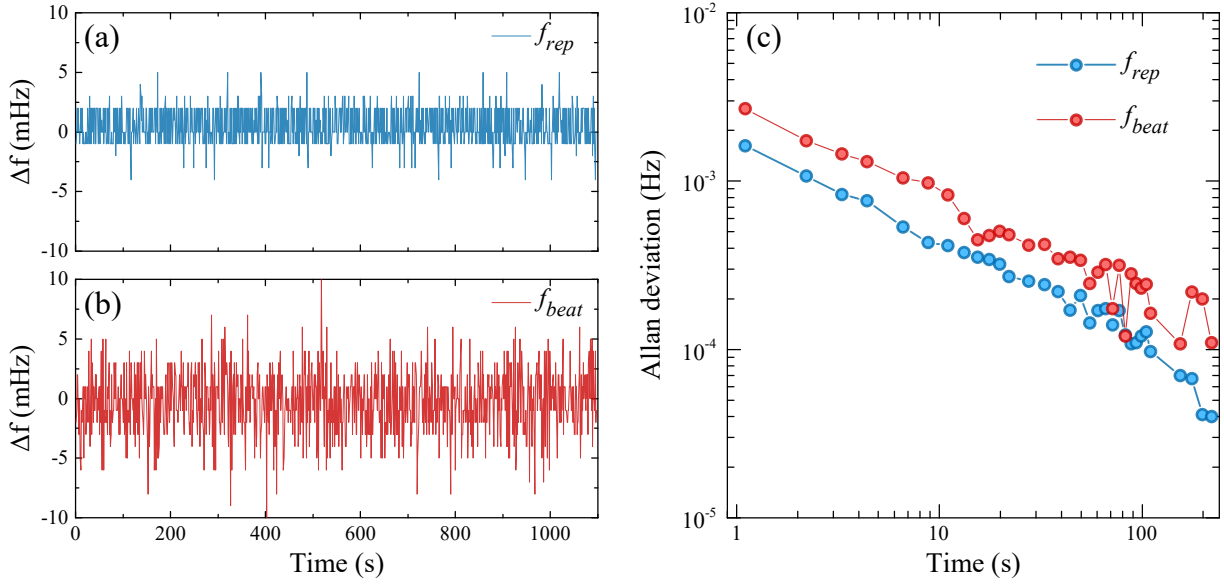 (a)
f_rep
10
5
0
-5
-10
Δf (mHz)
(b)
f_beat
10
5
0
-5
-10
Δf (mHz)
0 200 400 600 800 1000
Time (s)
(c)
f_rep
f_beat
10^-2
10^-3
10^-4
10^-5
Allan deviation (Hz)
1 10 100
Time (s)